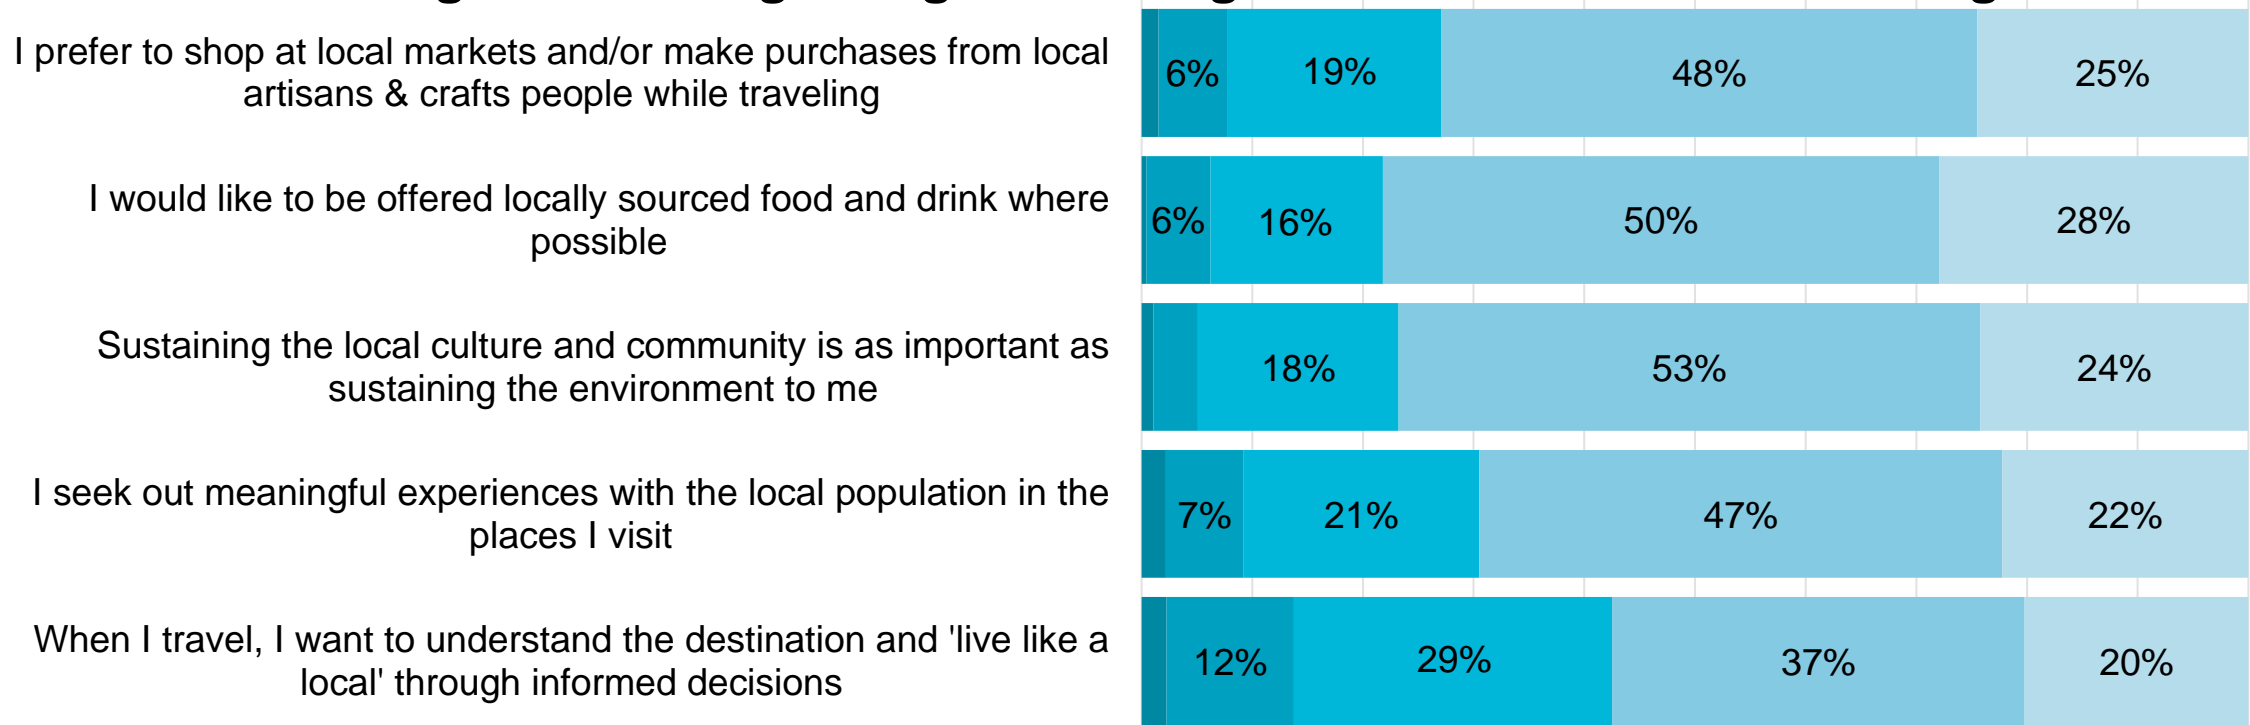 I prefer to shop at local markets and/or make purchases from local
artisans & crafts people while traveling
6% 19% 48% 25%
I would like to be offered locally sourced food and drink where
possible
6% 16% 50% 28%
Sustaining the local culture and community is as important as
sustaining the environment to me
18% 53% 24%
I seek out meaningful experiences with the local population in the
places I visit
7% 21% 47% 22%
When I travel, I want to understand the destination and 'live like a
local' through informed decisions
12% 29% 37% 20%